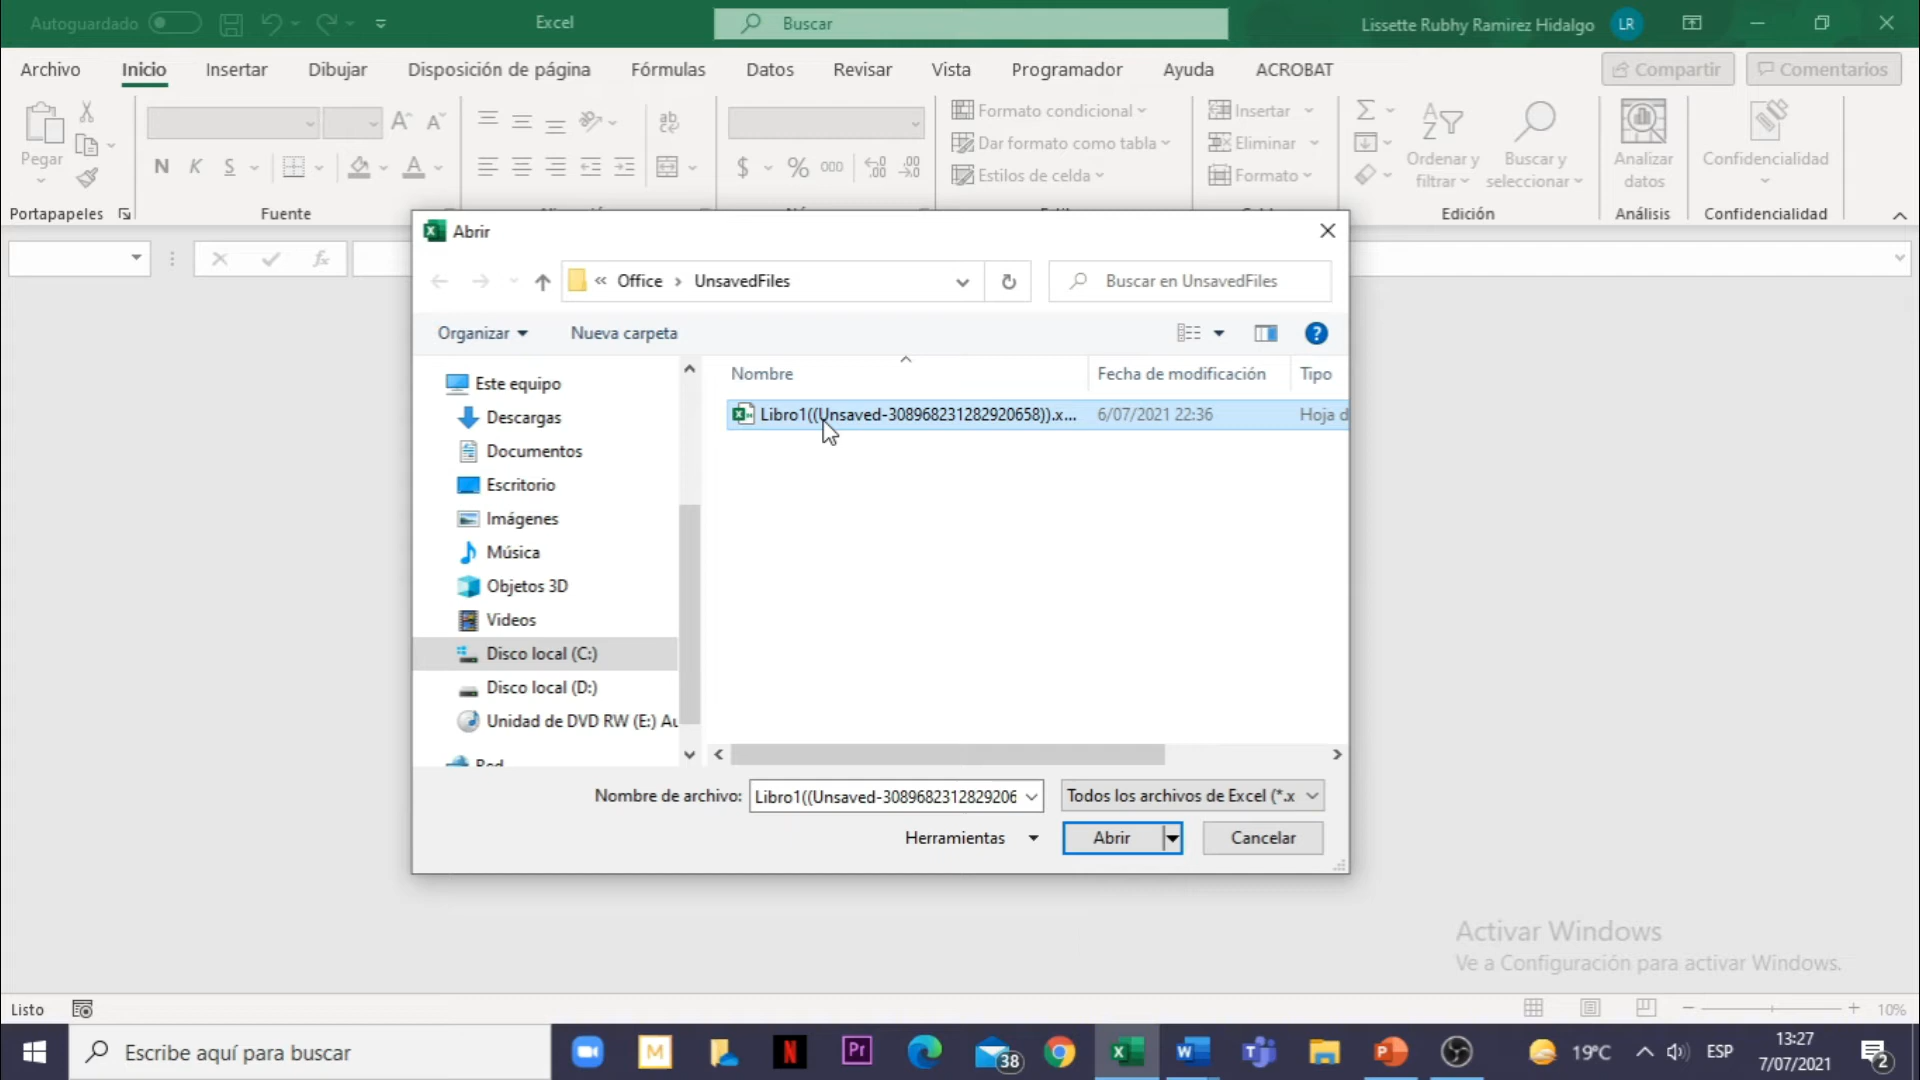 Autoguardado
Excel
Buscar
Lissette Rubhy Ramirez Hidalgo
LR
Archivo
Inicio
Insertar
Dibujar
Disposición de página
Fórmulas
Datos
Revisar
Vista
Programador
Ayuda
ACROBAT
Compartir
Comentarios
Pegar
N K S
Portapapeles
Fuente
$ % 000
Formato condicional
Dar formato como tabla
Estilos de celda
Insertar
Eliminar
Formato
Ordenar y filtrar
Buscar y seleccionar
Edición
Analizar datos
Análisis
Confidencialidad
Confidencialidad
Abrir
« Office › UnsavedFiles
Buscar en UnsavedFiles
Organizar
Nueva carpeta
Este equipo
Descargas
Documentos
Escritorio
Imágenes
Música
Objetos 3D
Videos
Disco local (C:)
Disco local (D:)
Unidad de DVD RW (E:) Au
Nombre
Fecha de modificación
Tipo
Libro1((Unsaved-308968231282920658)).x...
6/07/2021 22:36
Hoja d
Nombre de archivo:
Libro1((Unsaved-3089682312829206
Todos los archivos de Excel (*.x
Herramientas
Abrir
Cancelar
Activar Windows
Ve a Configuración para activar Windows.
Listo
10%
Escribe aquí para buscar
38
19°C
ESP
13:27
7/07/2021
2